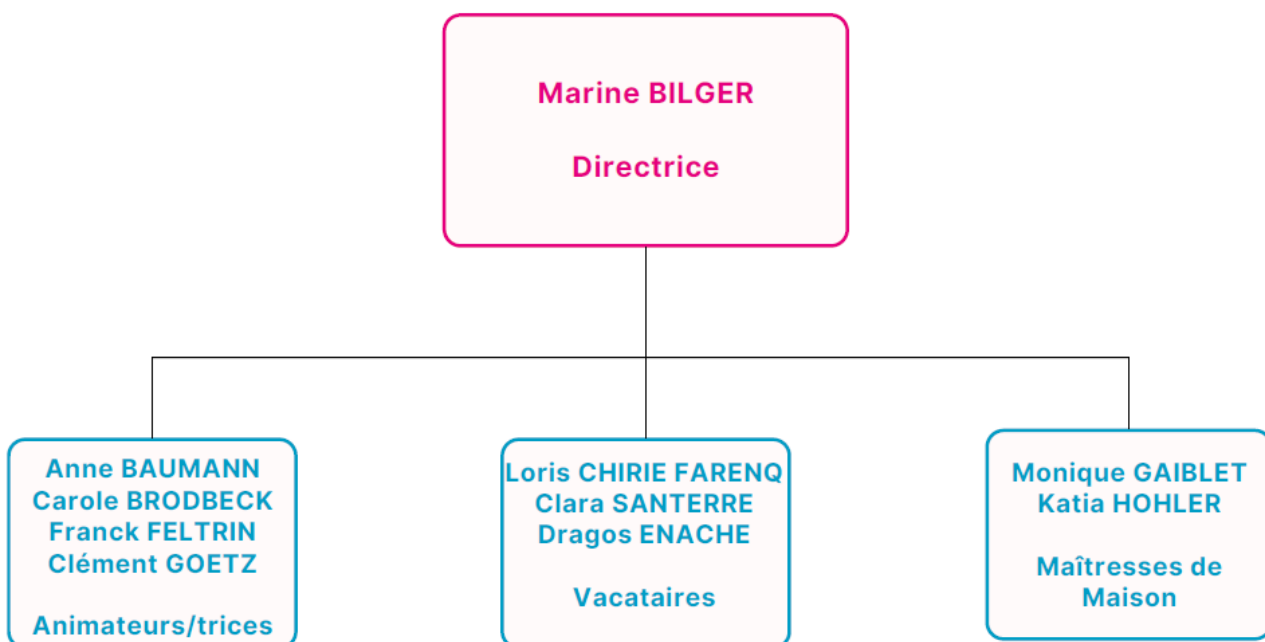 Marine BILGER
Directrice
Anne BAUMANN
Carole BRODBECK
Franck FELTRIN
Clément GOETZ
Animateurs/trices
Loris CHIRIE FARENQ
Clara SANTERRE
Dragos ENACHE
Vacataires
Monique GAIBLET
Katia HOHLER
Maîtresses de
Maison